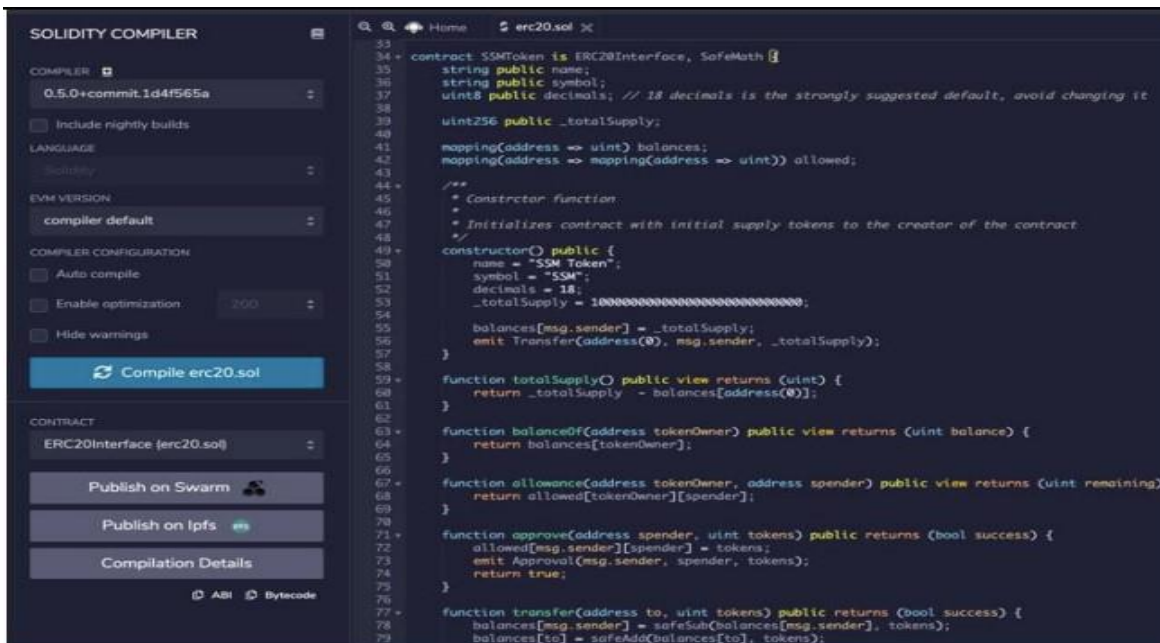 SOLIDITY COMPILER
COMPILER
0.5.0+commit.1d4f565a
Include nightly builds
LANGUAGE
Solidity
EVM VERSION
compiler default
COMPILER CONFIGURATION
Auto compile
Enable optimization 200
Hide warnings
Compile erc20.sol
CONTRACT
ERC20Interface (erc20.sol)
Publish on Swarm
Publish on Ipfs
Compilation Details
ABI Bytecode
Home erc20.sol
33
34 contract SSMToken is ERC20Interface, SafeMath {
35 string public name;
36 string public symbol;
37 uint8 public decimals; // 18 decimals is the strongly suggested default, avoid changing it
38
39 uint256 public _totalSupply;
40
41 mapping(address => uint) balances;
42 mapping(address => mapping(address => uint)) allowed;
43
44 /**
45 * Constrctor function
46 *
47 * Initializes contract with initial supply tokens to the creator of the contract
48 */
49 constructor() public {
50 name = "SSM Token";
51 symbol = "SSM";
52 decimals = 18;
53 _totalSupply =
54
55 balances[msg.sender] = _totalSupply;
56 emit Transfer(address(0), msg.sender, _totalSupply);
57 }
58
59 function totalSupply() public view returns (uint) {
60 return _totalSupply - balances[address(0)];
61 }
62
63 function balanceOf(address tokenOwner) public view returns (uint balance) {
64 return balances[tokenOwner];
65 }
66
67 function allowance(address tokenOwner, address spender) public view returns (uint remaining)
68 return allowed[tokenOwner][spender];
69 }
70
71 function approve(address spender, uint tokens) public returns (bool success) {
72 allowed[msg.sender][spender] = tokens;
73 emit Approval(msg.sender, spender, tokens);
74 return true;
75 }
76
77 function transfer(address to, uint tokens) public returns (bool success) {
78 balances[msg.sender] = safeSub(balances[msg.sender], tokens);
79 balances[to] = safeAdd(balances[to], tokens);